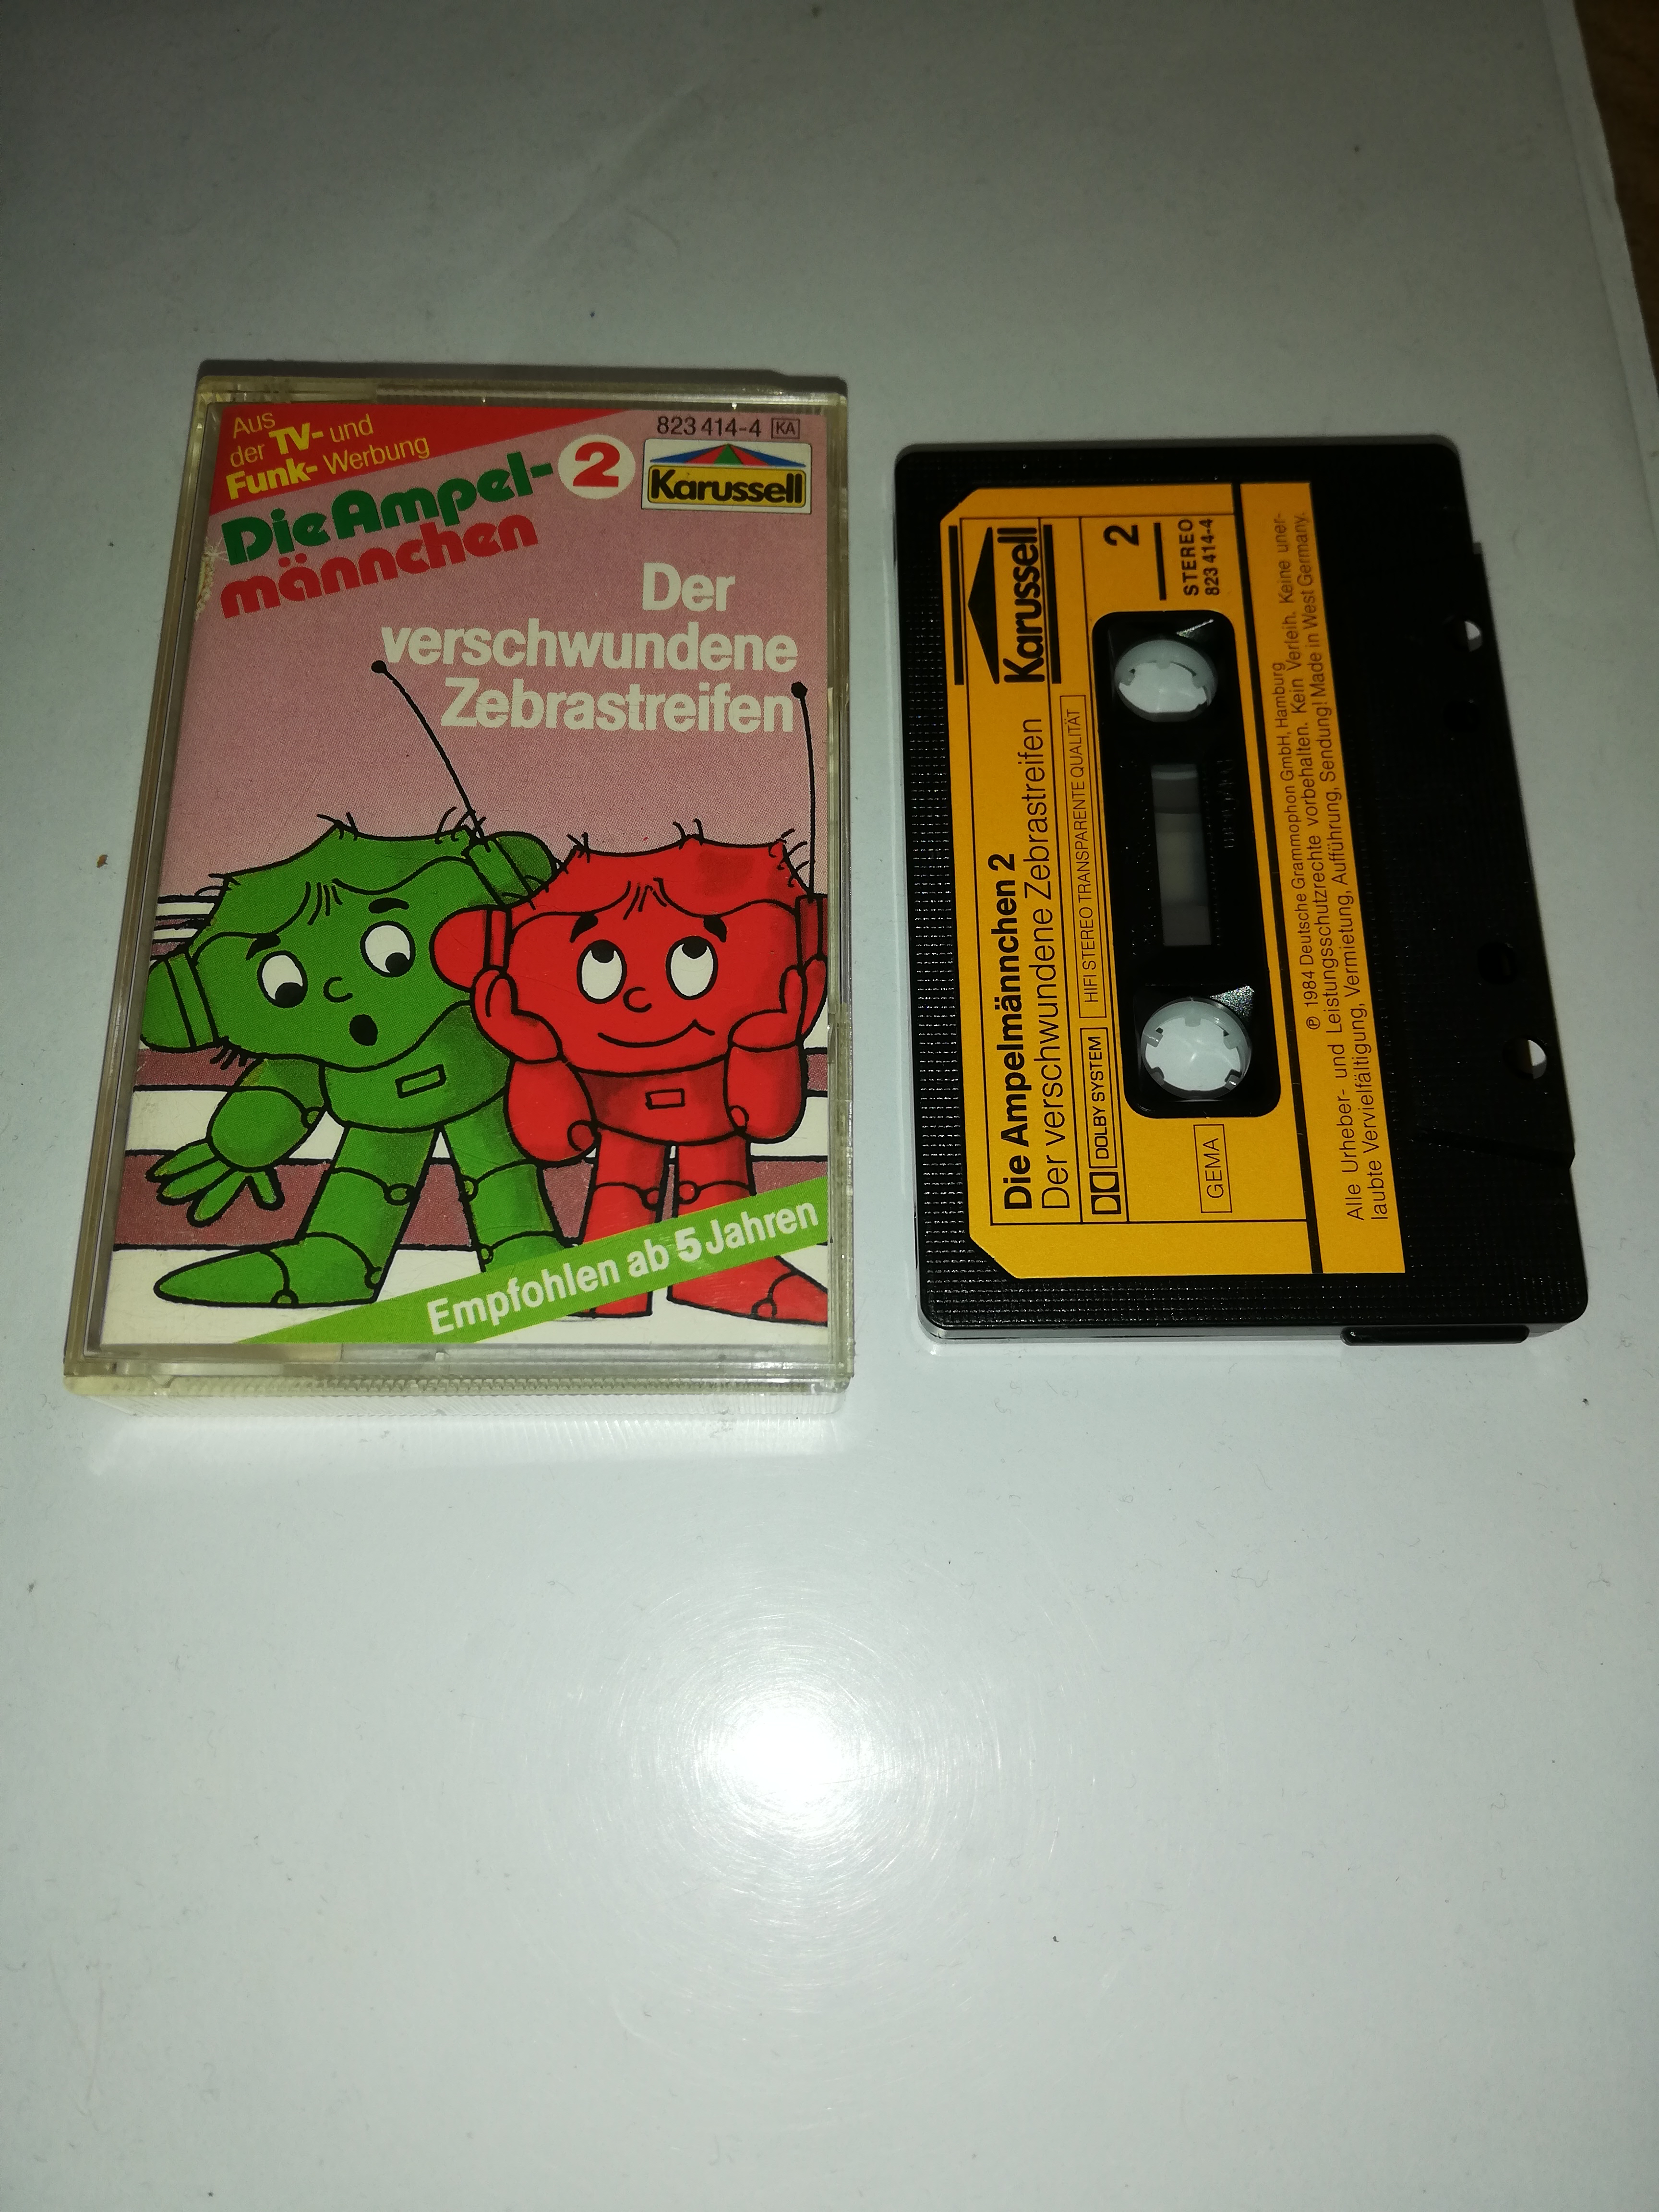 Aus
der TV- und
Funk- Werbung
823 414-4 KA
Karussell
Die Ampel- 2
männchen
Der
verschwundene
Zebrastreifen
Empfohlen ab 5 Jahren
Karussell
Die Ampelmännchen 2
Der verschwundene Zebrastreifen
DOLBY SYSTEM HIFI STEREO TRANSPARENTE QUALITÄT
2
STEREO
823 414-4
GEMA
℗ 1984 Deutsche Grammophon GmbH, Hamburg
Alle Urheber- und Leistungsschutzrechte vorbehalten. Kein Verleih. Keine uner-
laubte Vervielfältigung, Vermietung, Aufführung, Sendung! Made in West Germany.